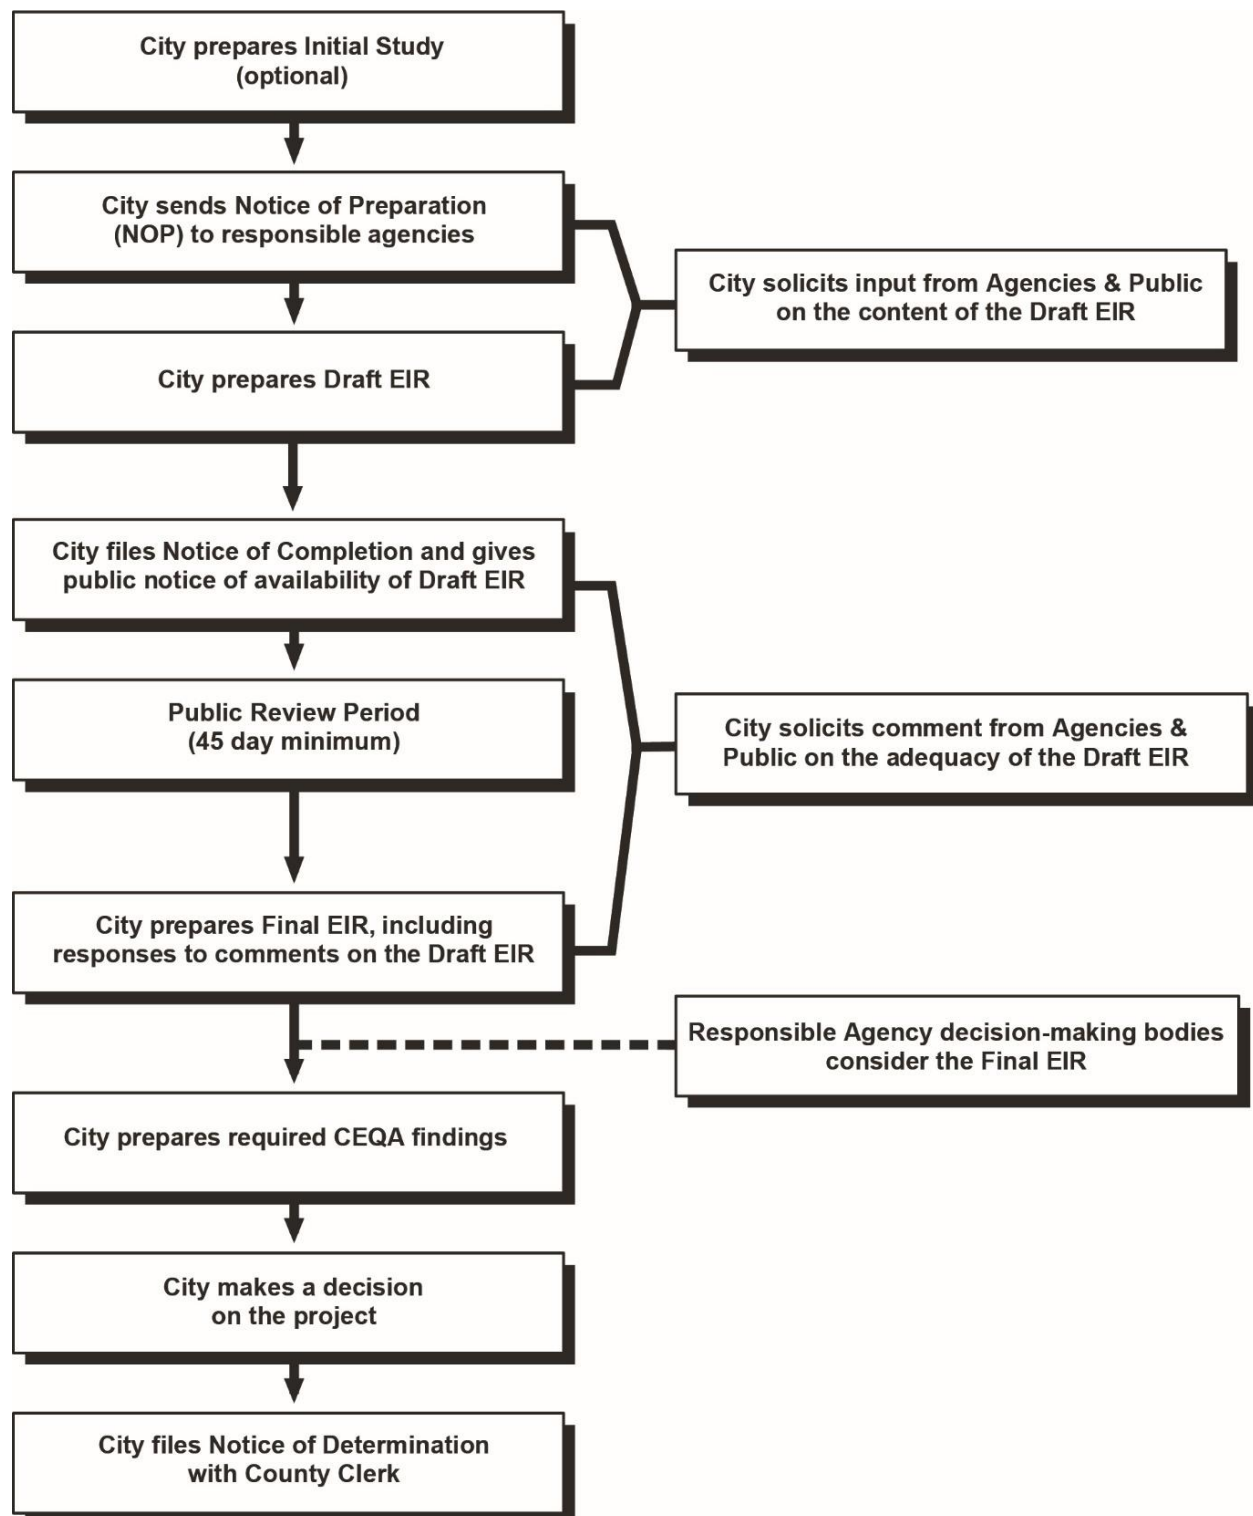 City prepares Initial Study
(optional)
City sends Notice of Preparation
(NOP) to responsible agencies
City solicits input from Agencies & Public
on the content of the Draft EIR
City prepares Draft EIR
City files Notice of Completion and gives
public notice of availability of Draft EIR
Public Review Period
(45 day minimum)
City solicits comment from Agencies &
Public on the adequacy of the Draft EIR
City prepares Final EIR, including
responses to comments on the Draft EIR
Responsible Agency decision-making bodies
consider the Final EIR
City prepares required CEQA findings
City makes a decision
on the project
City files Notice of Determination
with County Clerk